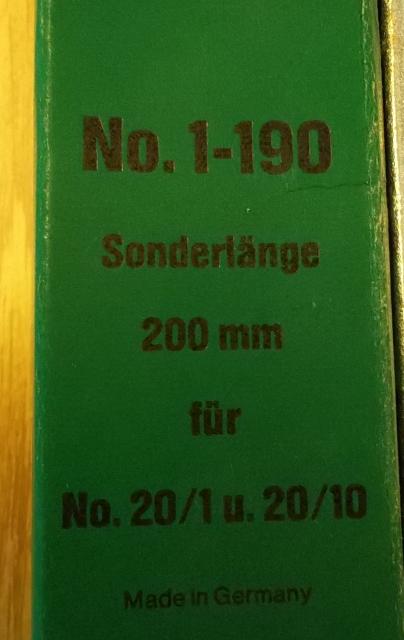 No. 1-190
Sonderlänge
200 mm
für
No. 20/1 u. 20/10
Made in Germany